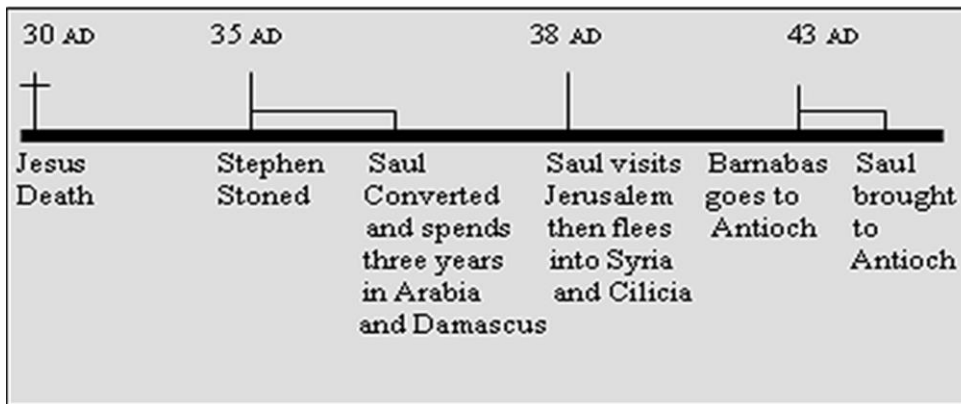 30 AD
35 AD
38 AD
43 AD
Jesus
Death
Stephen
Stoned
Saul
Converted
and spends
three years
in Arabia
and Damascus
Saul visits
Jerusalem
then flees
into Syria
and Cilicia
Barnabas
goes to
Antioch
Saul
brought
to
Antioch